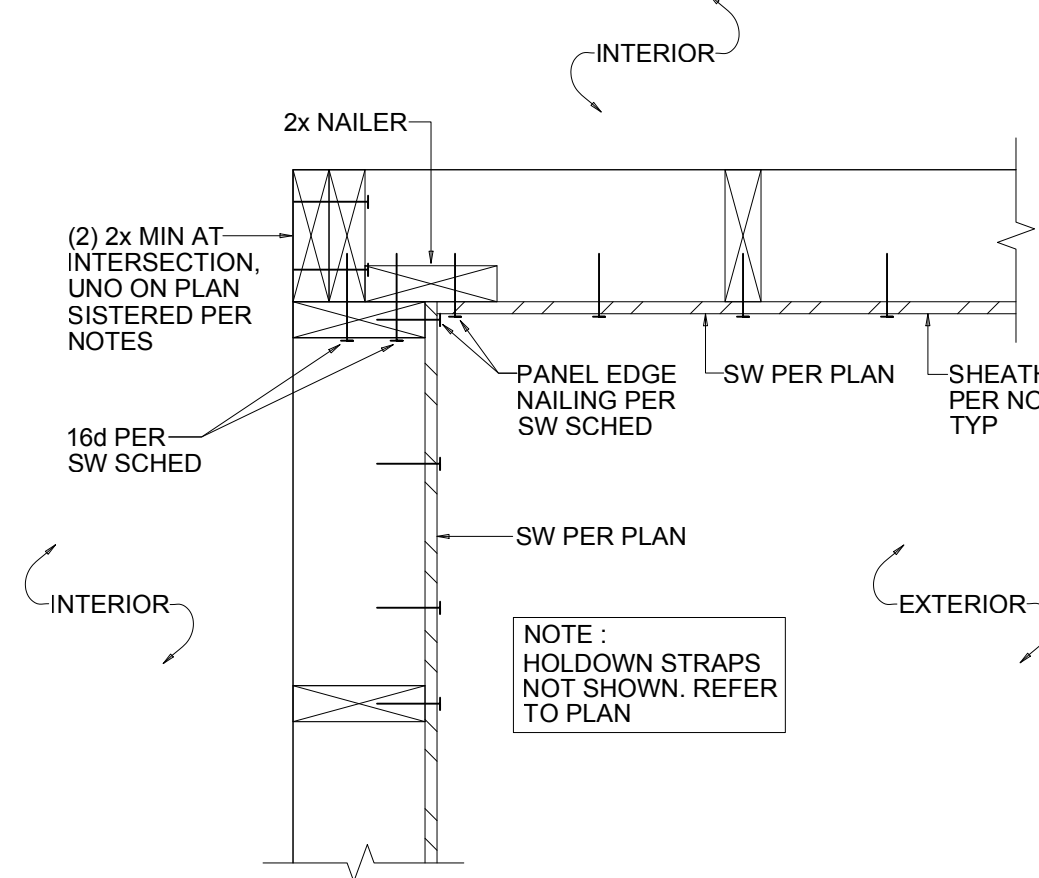 INTERIOR
2x NAILER
(2) 2x MIN AT
INTERSECTION,
UNO ON PLAN
SISTERED PER
NOTES
PANEL EDGE
NAILING PER
SW SCHED
SW PER PLAN
PER
TYP
16d PER
SW SCHED
SW PER PLAN
INTERIOR
EXTERIOR
NOTE :
HOLDOWN STRAPS
NOT SHOWN. REFER
TO PLAN